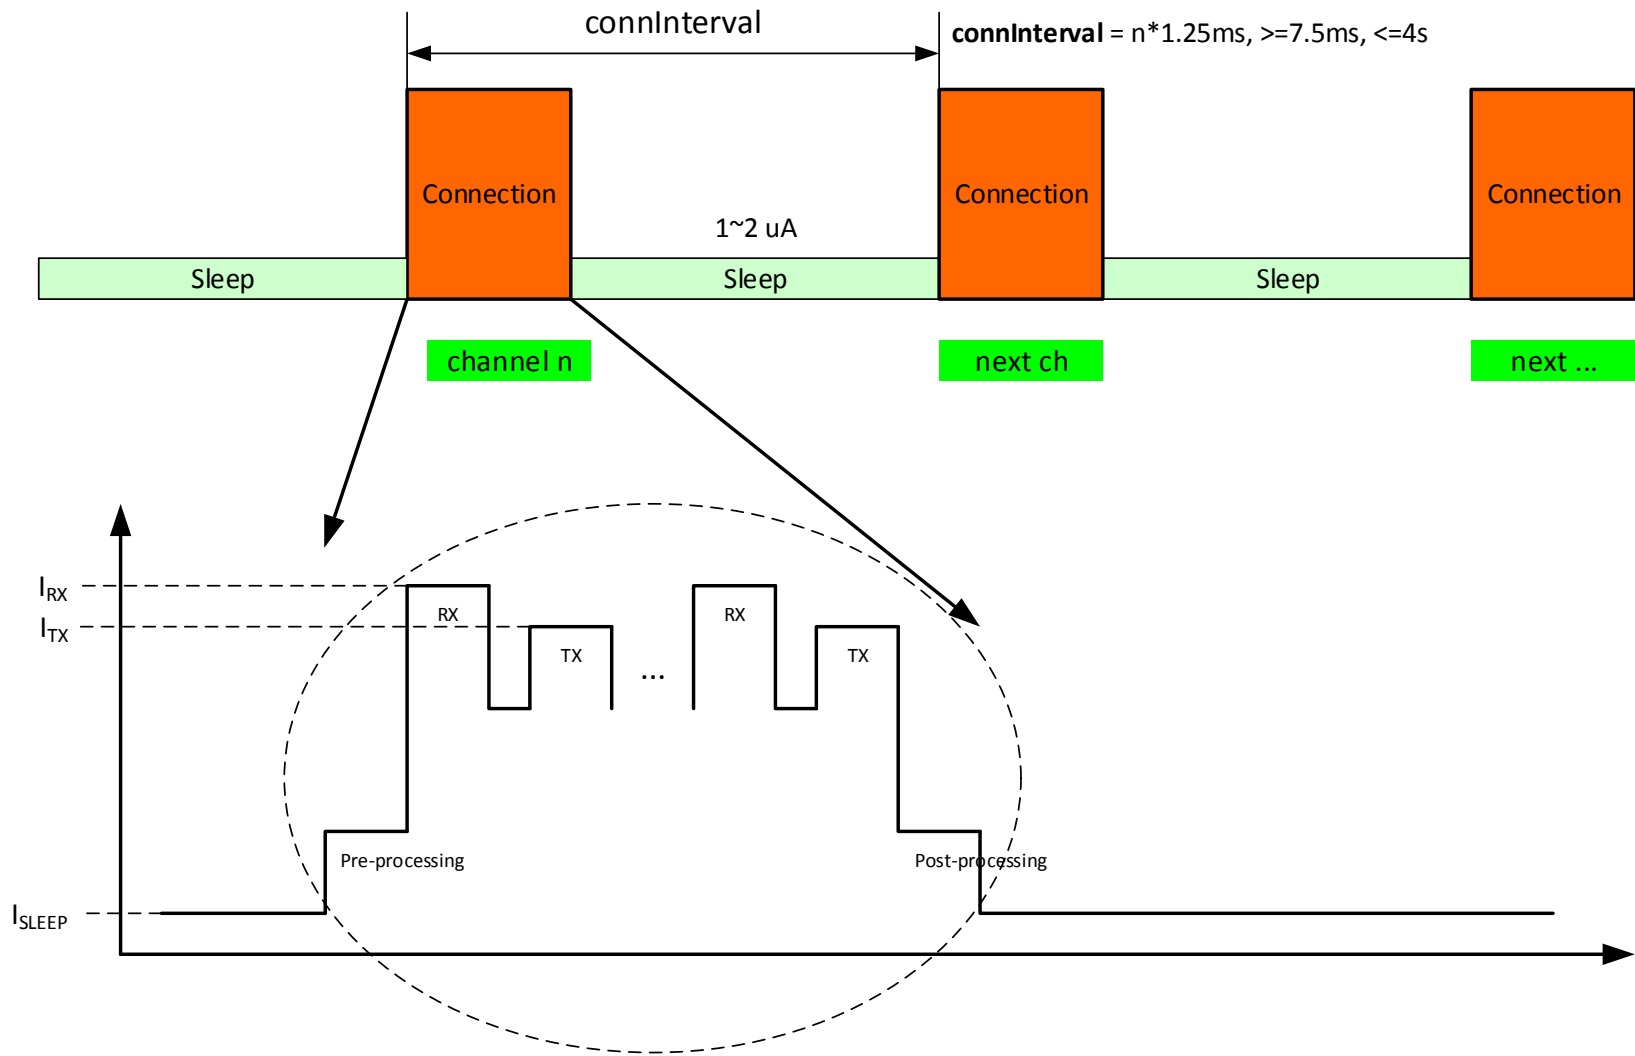 connInterval
connInterval = n*1.25ms, >=7.5ms, <=4s
Connection
Connection
Connection
1~2 uA
Sleep
Sleep
Sleep
channel n
next ch
next ...
IRX
RX
RX
ITX
TX
...
TX
Pre-processing
Post-processing
ISLEEP